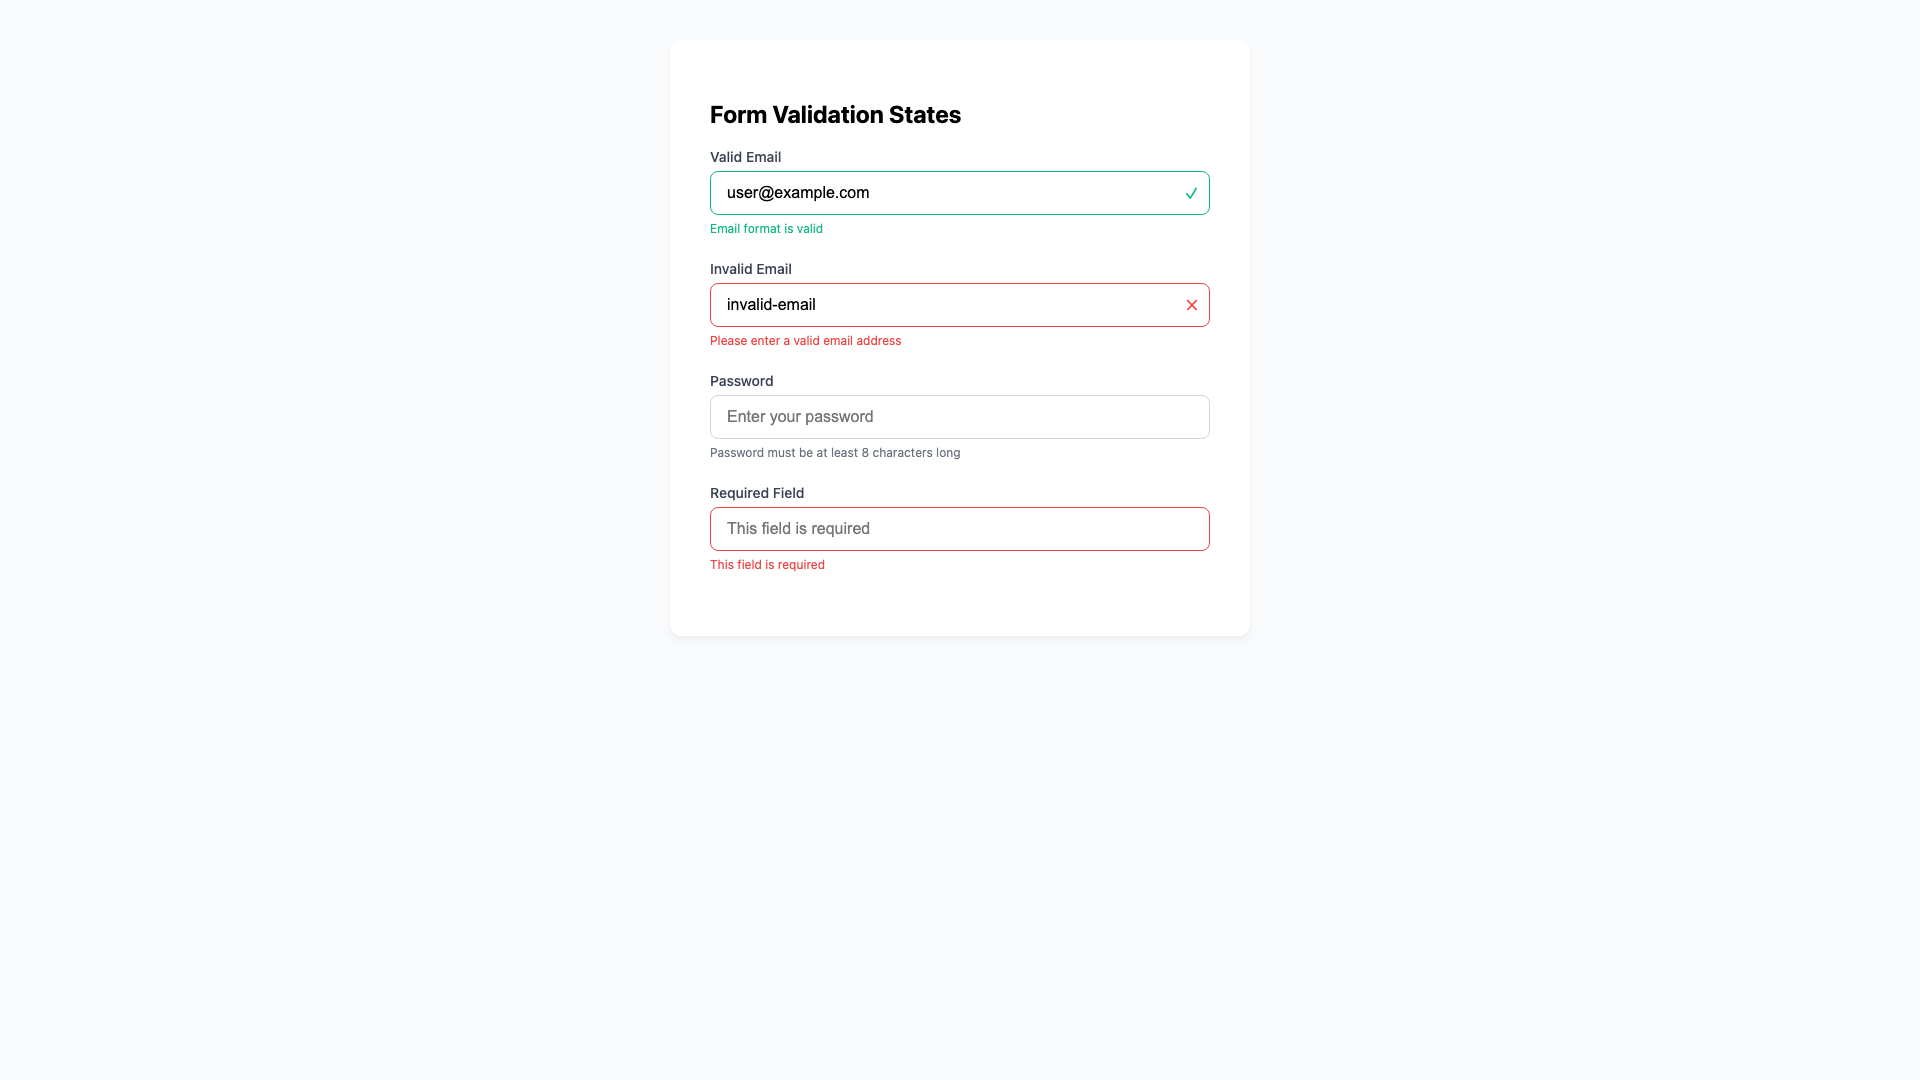 Form Validation States
Valid Email
user@example.com
Email format is valid
Invalid Email
invalid-email
Please enter a valid email address
Password
Enter your password
Password must be at least 8 characters long
Required Field
This field is required
This field is required